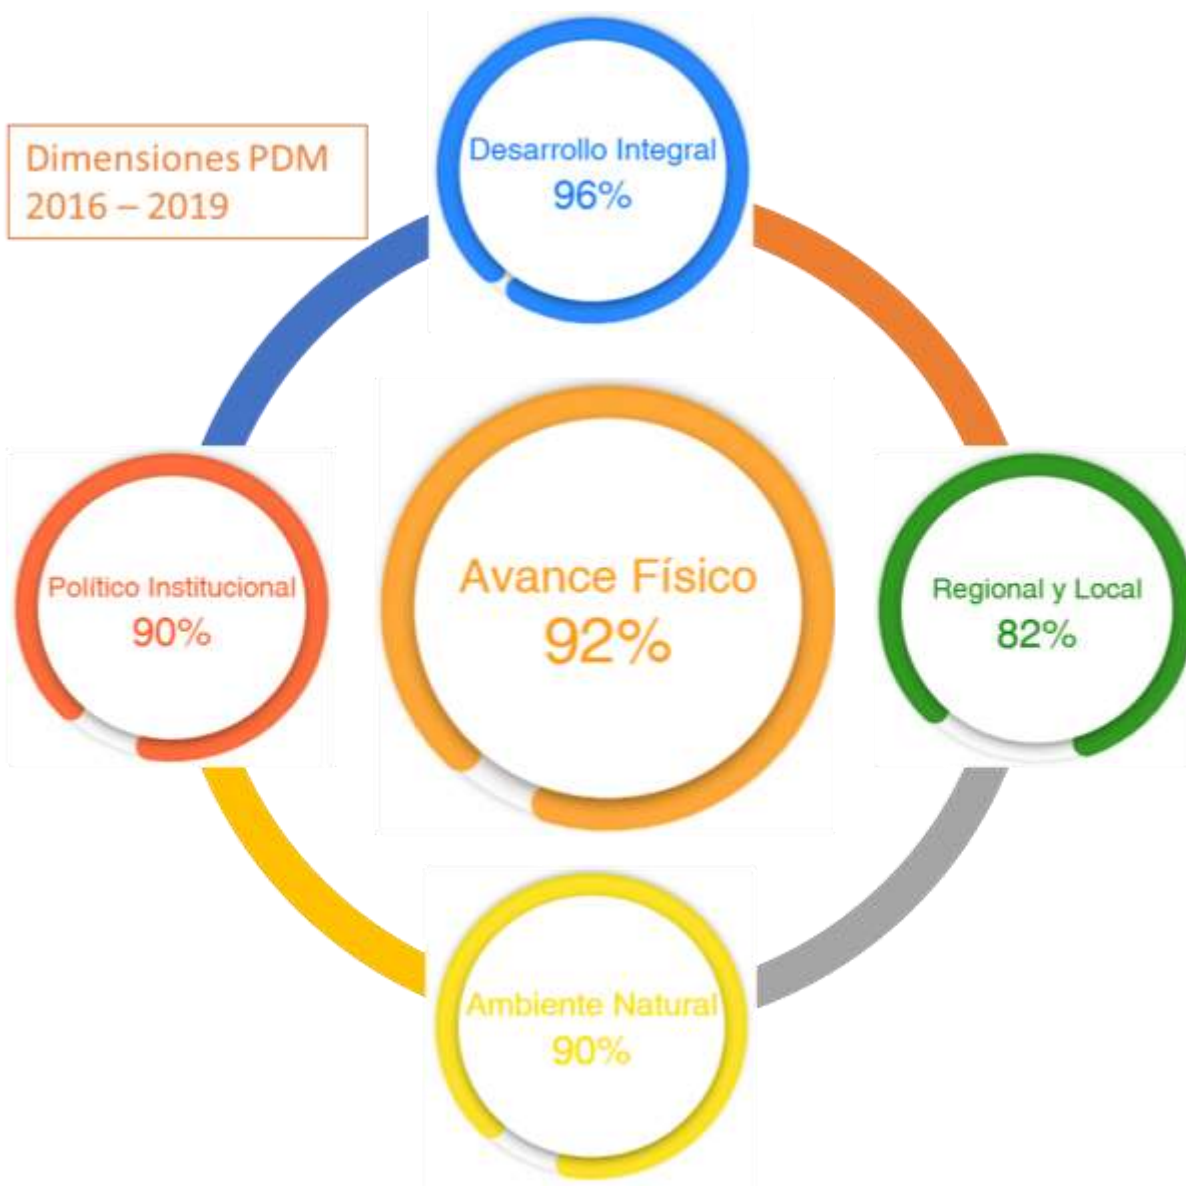 Dimensiones PDM
2016 – 2019
Desarrollo Integral
96%
Político Institucional
90%
Avance Físico
92%
Regional y Local
82%
Ambiente Natural
90%